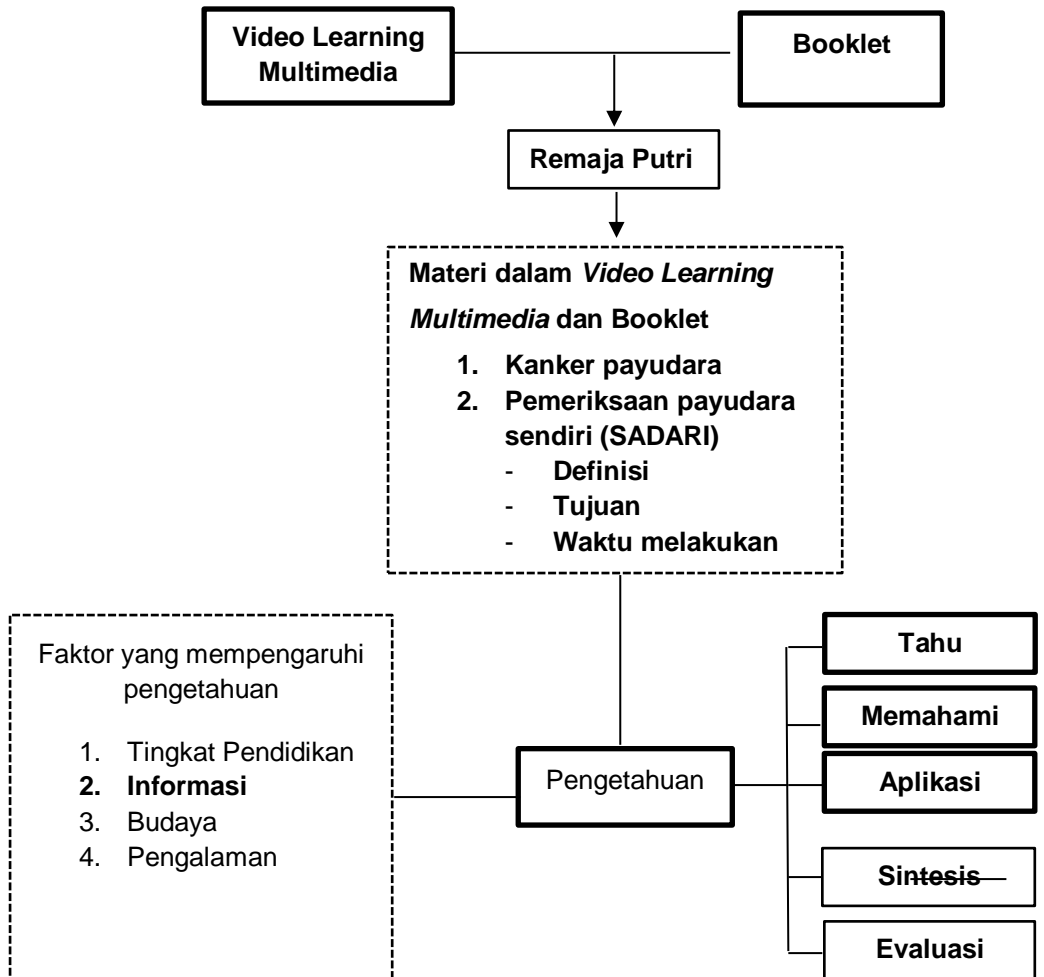 Video Learning
Multimedia
Booklet
Remaja Putri
Materi dalam Video Learning
Multimedia dan Booklet
1. Kanker payudara
2. Pemeriksaan payudara
sendiri (SADARI)
- Definisi
- Tujuan
- Waktu melakukan
Faktor yang mempengaruhi
pengetahuan
1. Tingkat Pendidikan
2. Informasi
3. Budaya
4. Pengalaman
Pengetahuan
Tahu
Memahami
Aplikasi
Sintesis
Evaluasi